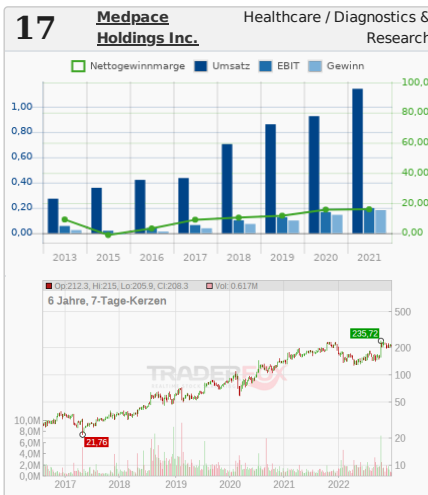 17
Medpace
Holdings Inc.
Healthcare / Diagnostics &
Research
Nettogewinnmarge Umsatz EBIT Gewinn
1,00
0,80
0,60
0,40
0,20
0,00
100,0
80,00
60,00
40,00
20,00
0,00
2013 2015 2016 2017 2018 2019 2020 2021
Op:212.3, Hi:215, Lo:205.9, Cl:208.3 Vol: 0.617M
6 Jahre, 7-Tage-Kerzen
235,72
TRADERFOX
21,76
500
200
100
50
20
10
10,0M
8,0M
6,0M
4,0M
2,0M
0,0M
2017 2018 2019 2020 2021 2022